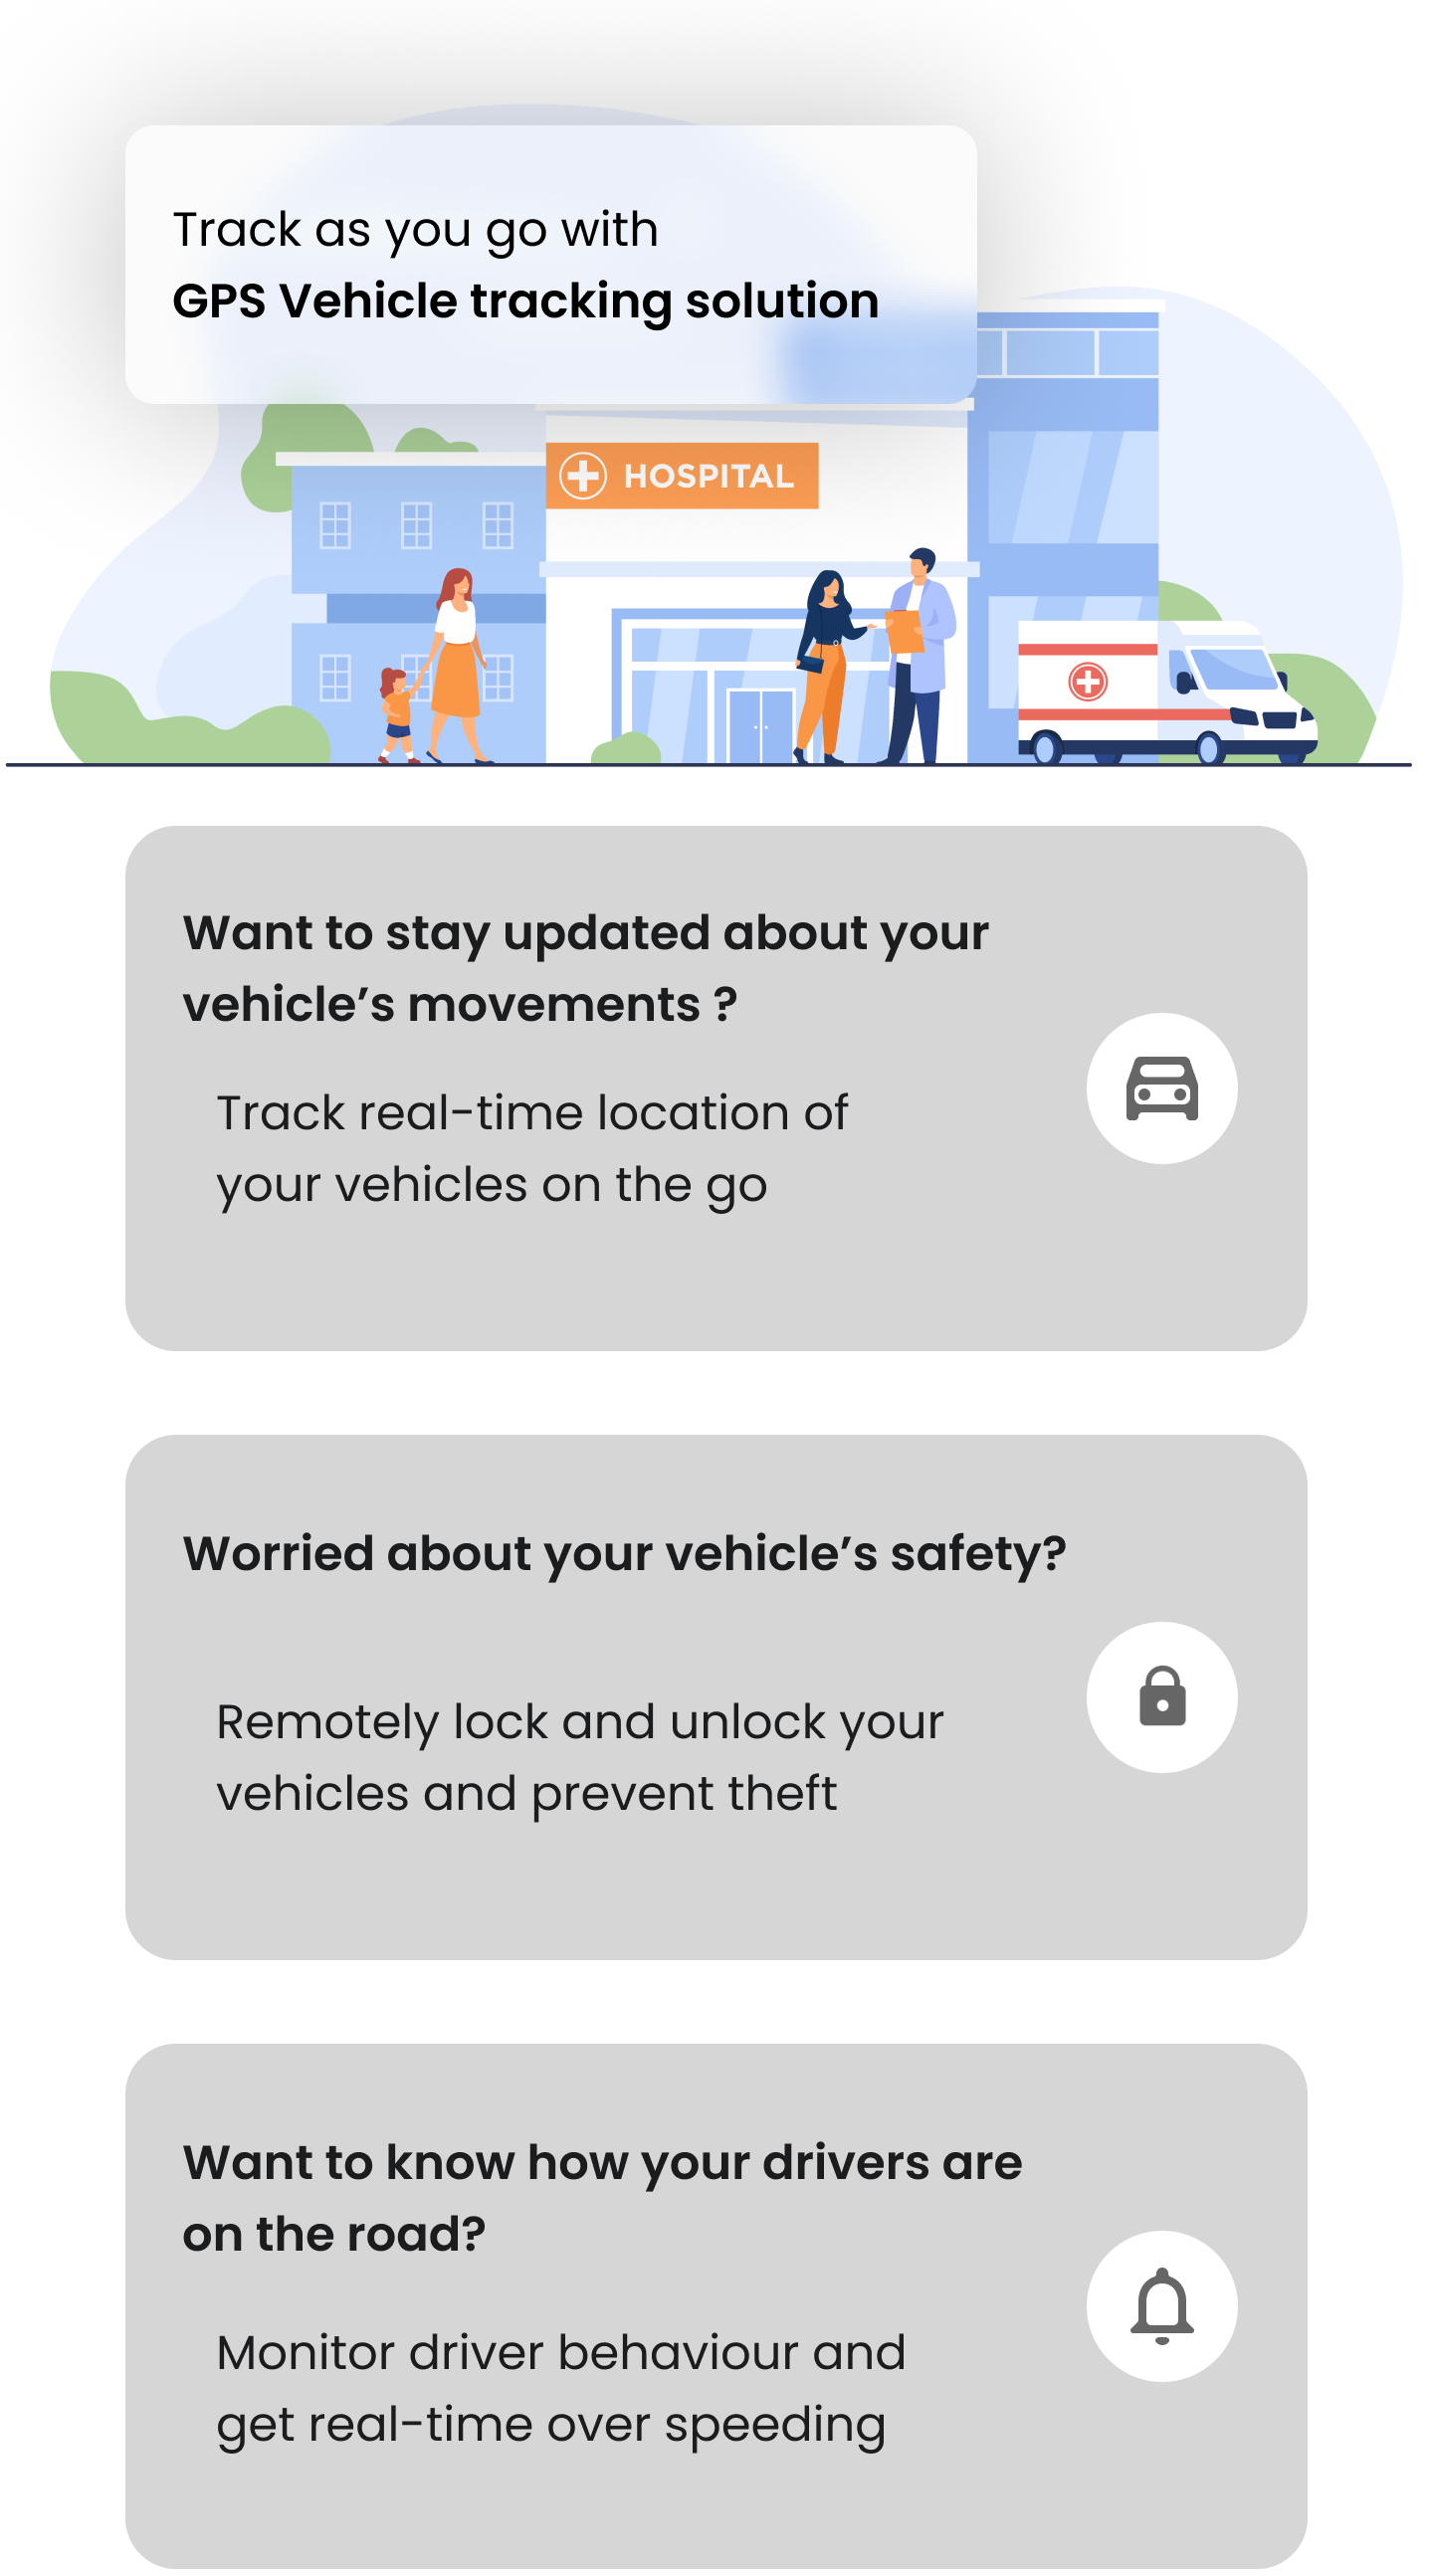 Track as you go with
GPS Vehicle tracking solution
HOSPITAL
Want to stay updated about your
vehicle’s movements ?
Track real-time location of
your vehicles on the go
Worried about your vehicle’s safety?
Remotely lock and unlock your
vehicles and prevent theft
Want to know how your drivers are
on the road?
Monitor driver behaviour and
get real-time over speeding